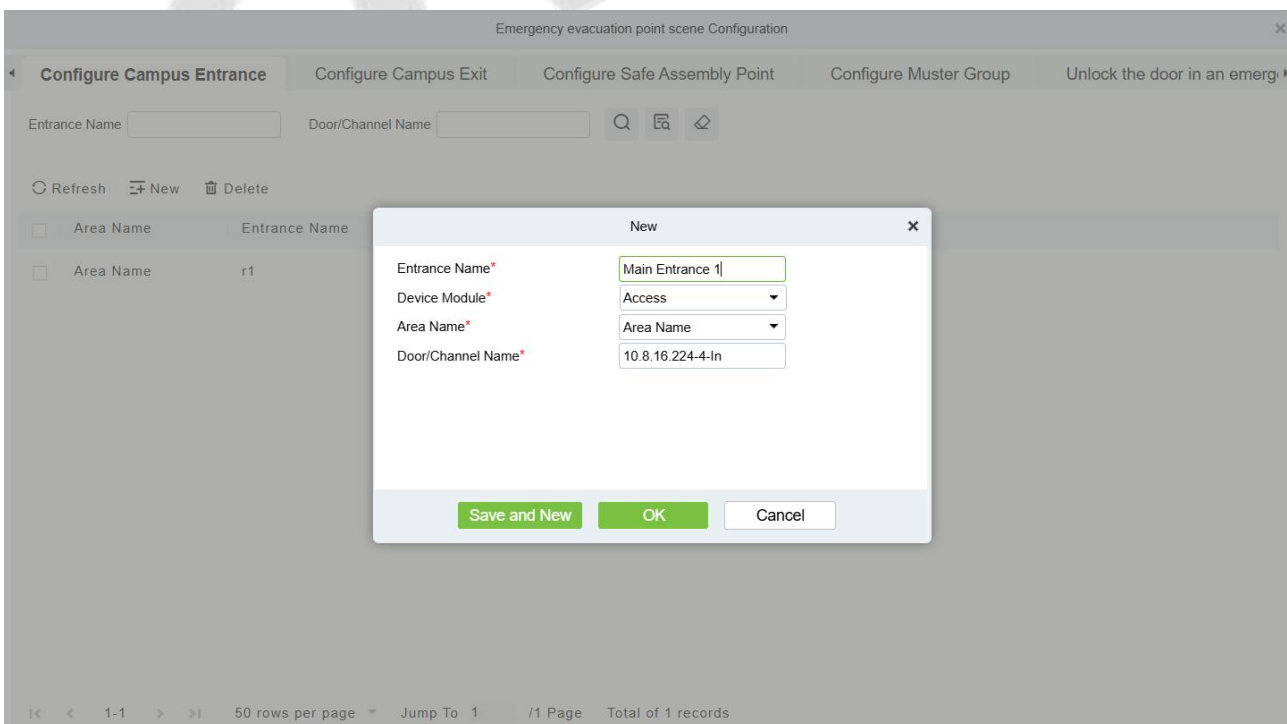 Emergency evacuation point scene Configuration
Configure Campus Entrance Configure Campus Exit Configure Safe Assembly Point Configure Muster Group Unlock the door in an emerg
Entrance Name Door/Channel Name
Refresh New Delete
Area Name Entrance Name
Area Name r1
New
Entrance Name* Main Entrance 1
Device Module* Access
Area Name* Area Name
Door/Channel Name* 10.8.16.224-4-In
Save and New OK Cancel
1-1 50 rows per page Jump To 1 /1 Page Total of 1 records